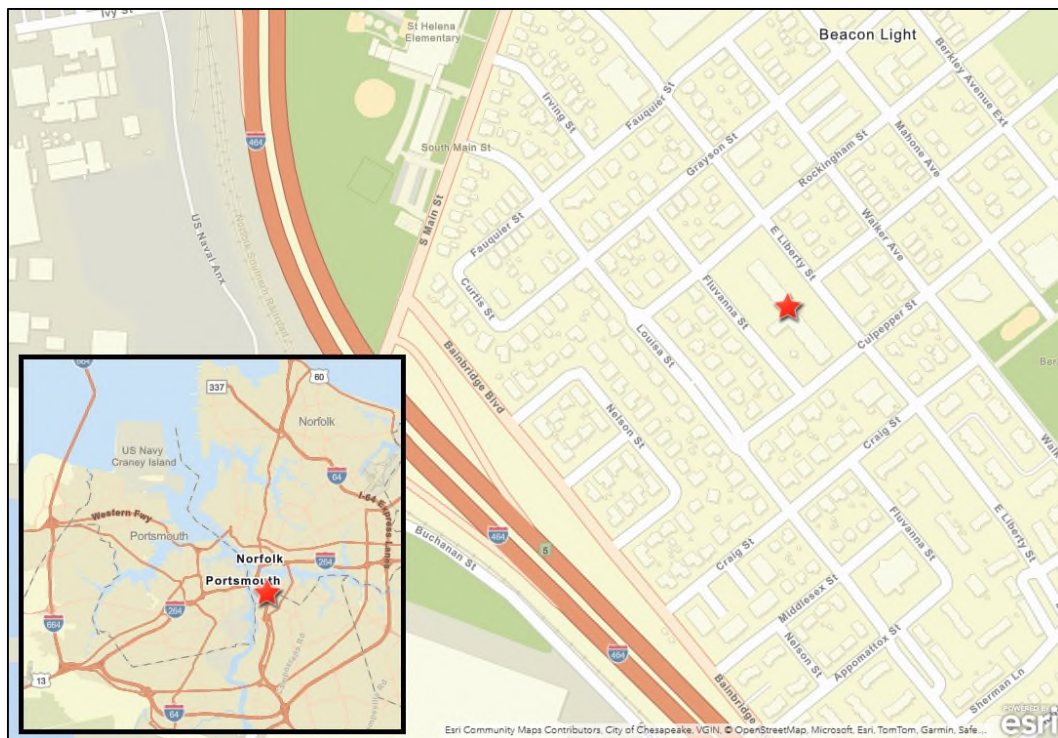 Ivy St
St Helena
Elementary
Beacon Light
Berkley Avenue Ext
Irving St
Fauquier St
Grayson St
Rockingham St
Mahone Ave
464
South Main St
S Main St
US Naval Anx
Norfolk Southern Railroad
Fauquier St
Curtis St
E Liberty St
Walker Ave
Fluvanna St
Culpepper St
Louisa St
Bainbridge Blvd
Nelson St
Craig St
Fluvanna St
E Liberty St
464
5
Buchanan St
Craig St
Middlesex St
Nelson St
Appomattox St
464
Bainbridge
Sherman Ln
337
60
Norfolk
US Navy
Craney Island
64
I-64 Express Lanes
Western Fwy
Portsmouth
Norfolk
264
Portsmouth
264
664
13
64
POWERED BY
esri
Esri Community Maps Contributors, City of Chesapeake, VGIN, © OpenStreetMap, Microsoft, Esri, TomTom, Garmin, Safe...